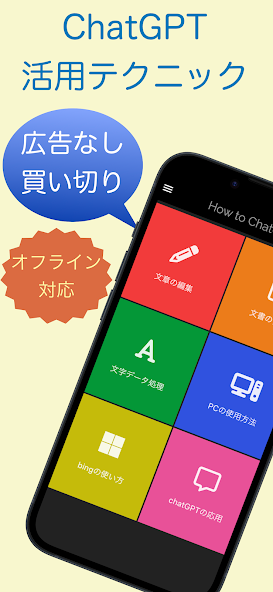 ChatGPT
活用テクニック
広告なし
買い切り
オフライン
対応
How to Chat
文章の編集
文書の
文字データ処理
PCの使用方法
bingの使い方
chatGPTの応用